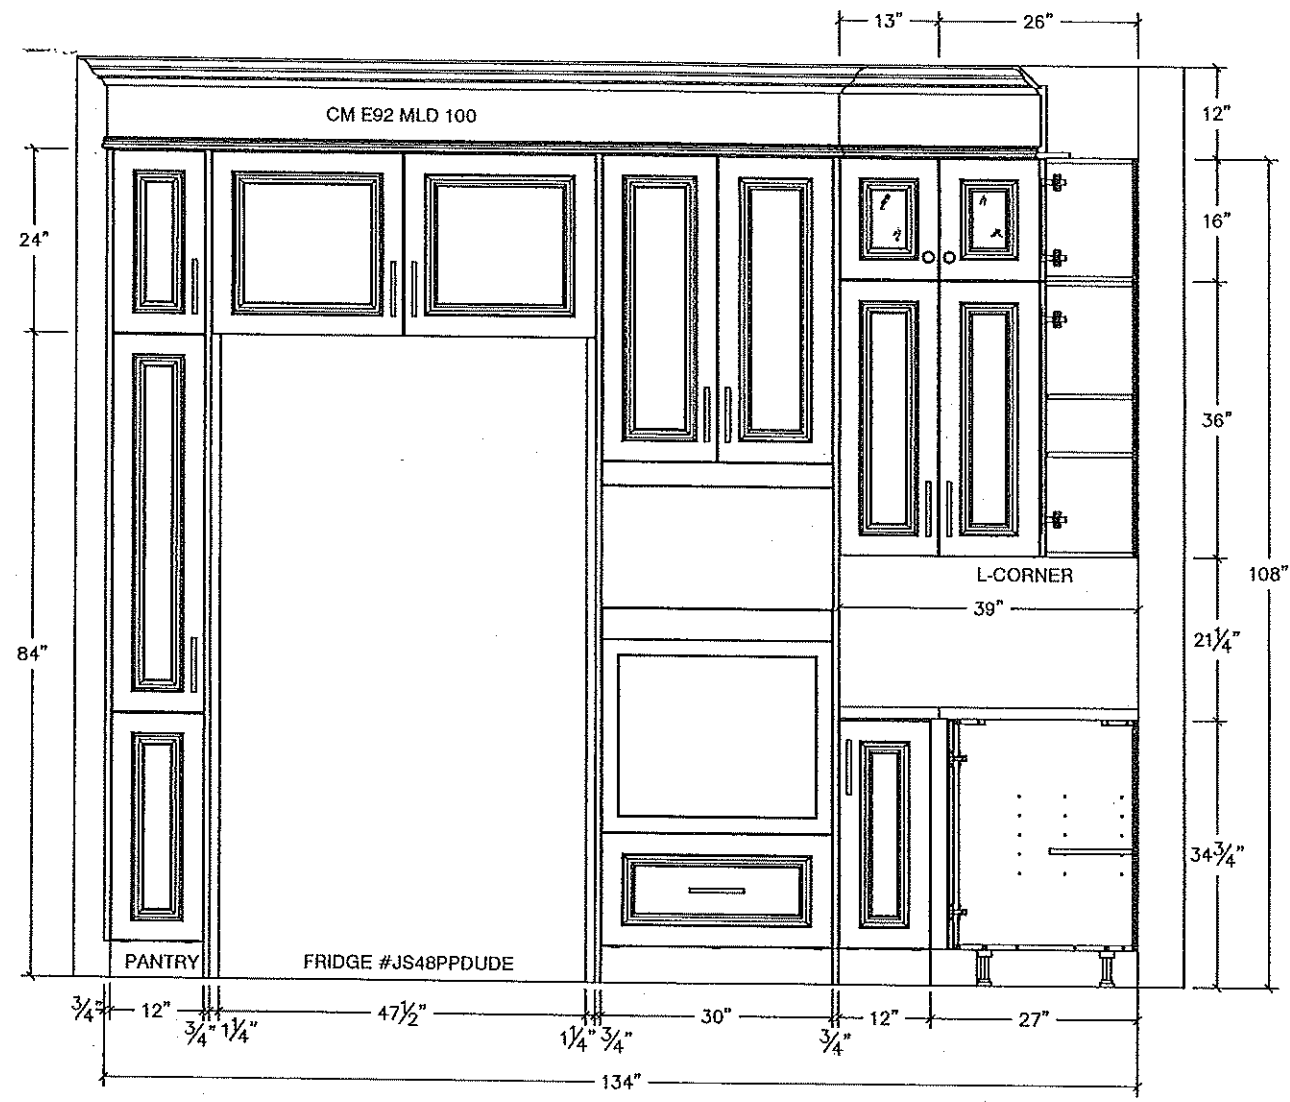 13" 26"
12"
CM E92 MLD 100
24"
16"
36"
L-CORNER
108"
39"
21¼"
84"
34¾"
PANTRY FRIDGE #JS48PPDUDE
¾" 12" ¾" 1¼" 47½" 1¼" ¾" 30" ¾" 12" 27"
134"